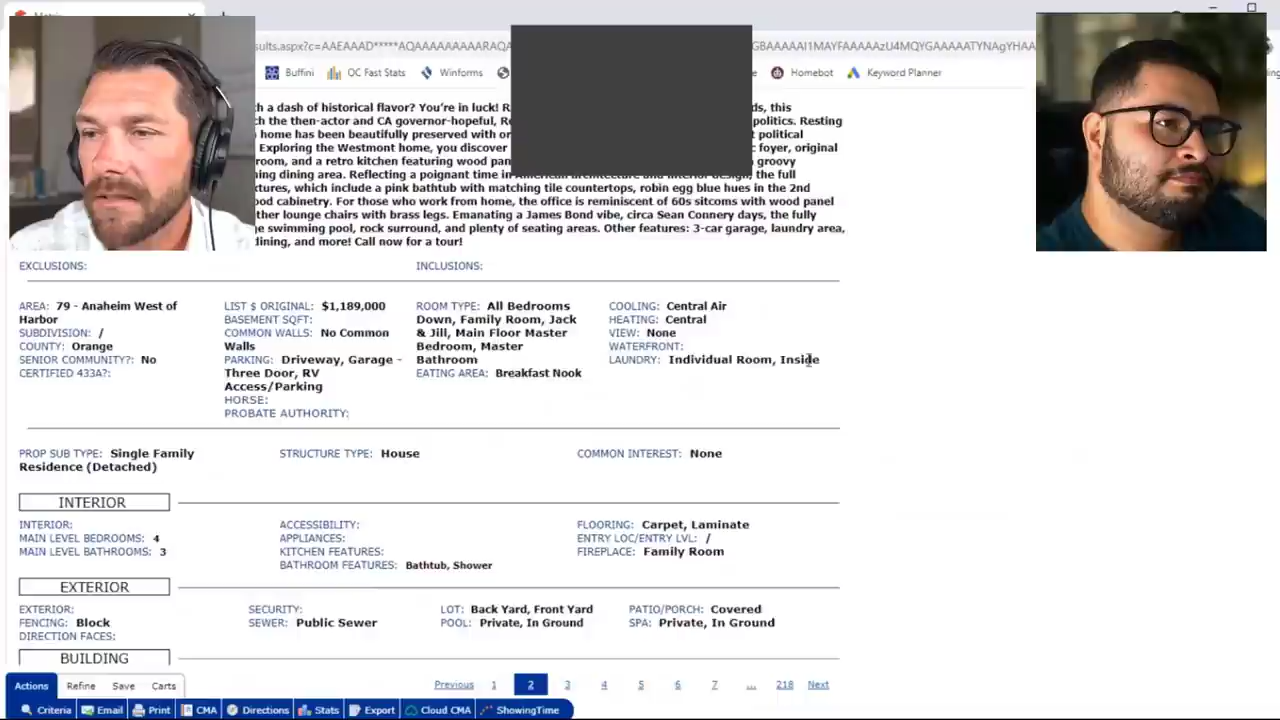 sults.aspx?c=AAEAAAD*****AQAAAAAAAAARAQA
GBAAAAAI1MAYFAAAAAzU4MQYGAAAAATYNAgYHAA
Buffini
OC Fast Stats
Winforms
Homebot
Keyword Planner
h a dash of historical flavor? You're in luck! R ds, this
ch the then-actor and CA governor-hopeful, Re politics. Resting
home has been beautifully preserved with or t political
Exploring the Westmont home, you discover c foyer, original
room, and a retro kitchen featuring wood pan groovy
ning dining area. Reflecting a poignant time in American architecture and interior design, the full
xtures, which include a pink bathtub with matching tile countertops, robin egg blue hues in the 2nd
ood cabinetry. For those who work from home, the office is reminiscent of 60s sitcoms with wood panel
ther lounge chairs with brass legs. Emanating a James Bond vibe, circa Sean Connery days, the fully
ge swimming pool, rock surround, and plenty of seating areas. Other features: 3-car garage, laundry area,
dining, and more! Call now for a tour!
EXCLUSIONS: INCLUSIONS:
AREA: 79 - Anaheim West of
Harbor
SUBDIVISION: /
COUNTY: Orange
SENIOR COMMUNITY?: No
CERTIFIED 433A?:
LIST $ ORIGINAL: $1,189,000
BASEMENT SQFT:
COMMON WALLS: No Common
Walls
PARKING: Driveway, Garage -
Three Door, RV
Access/Parking
HORSE:
PROBATE AUTHORITY:
ROOM TYPE: All Bedrooms
Down, Family Room, Jack
& Jill, Main Floor Master
Bedroom, Master
Bathroom
EATING AREA: Breakfast Nook
COOLING: Central Air
HEATING: Central
VIEW: None
WATERFRONT:
LAUNDRY: Individual Room, Inside
PROP SUB TYPE: Single Family
Residence (Detached)
STRUCTURE TYPE: House
COMMON INTEREST: None
INTERIOR
INTERIOR:
MAIN LEVEL BEDROOMS: 4
MAIN LEVEL BATHROOMS: 3
ACCESSIBILITY:
APPLIANCES:
KITCHEN FEATURES:
BATHROOM FEATURES: Bathtub, Shower
FLOORING: Carpet, Laminate
ENTRY LOC/ENTRY LVL: /
FIREPLACE: Family Room
EXTERIOR
EXTERIOR:
FENCING: Block
DIRECTION FACES:
SECURITY:
SEWER: Public Sewer
LOT: Back Yard, Front Yard
POOL: Private, In Ground
PATIO/PORCH: Covered
SPA: Private, In Ground
BUILDING
Actions Refine Save Carts
Previous 1 2 3 4 5 6 7 ... 218 Next
Criteria Email Print CMA Directions Stats Export Cloud CMA ShowingTime